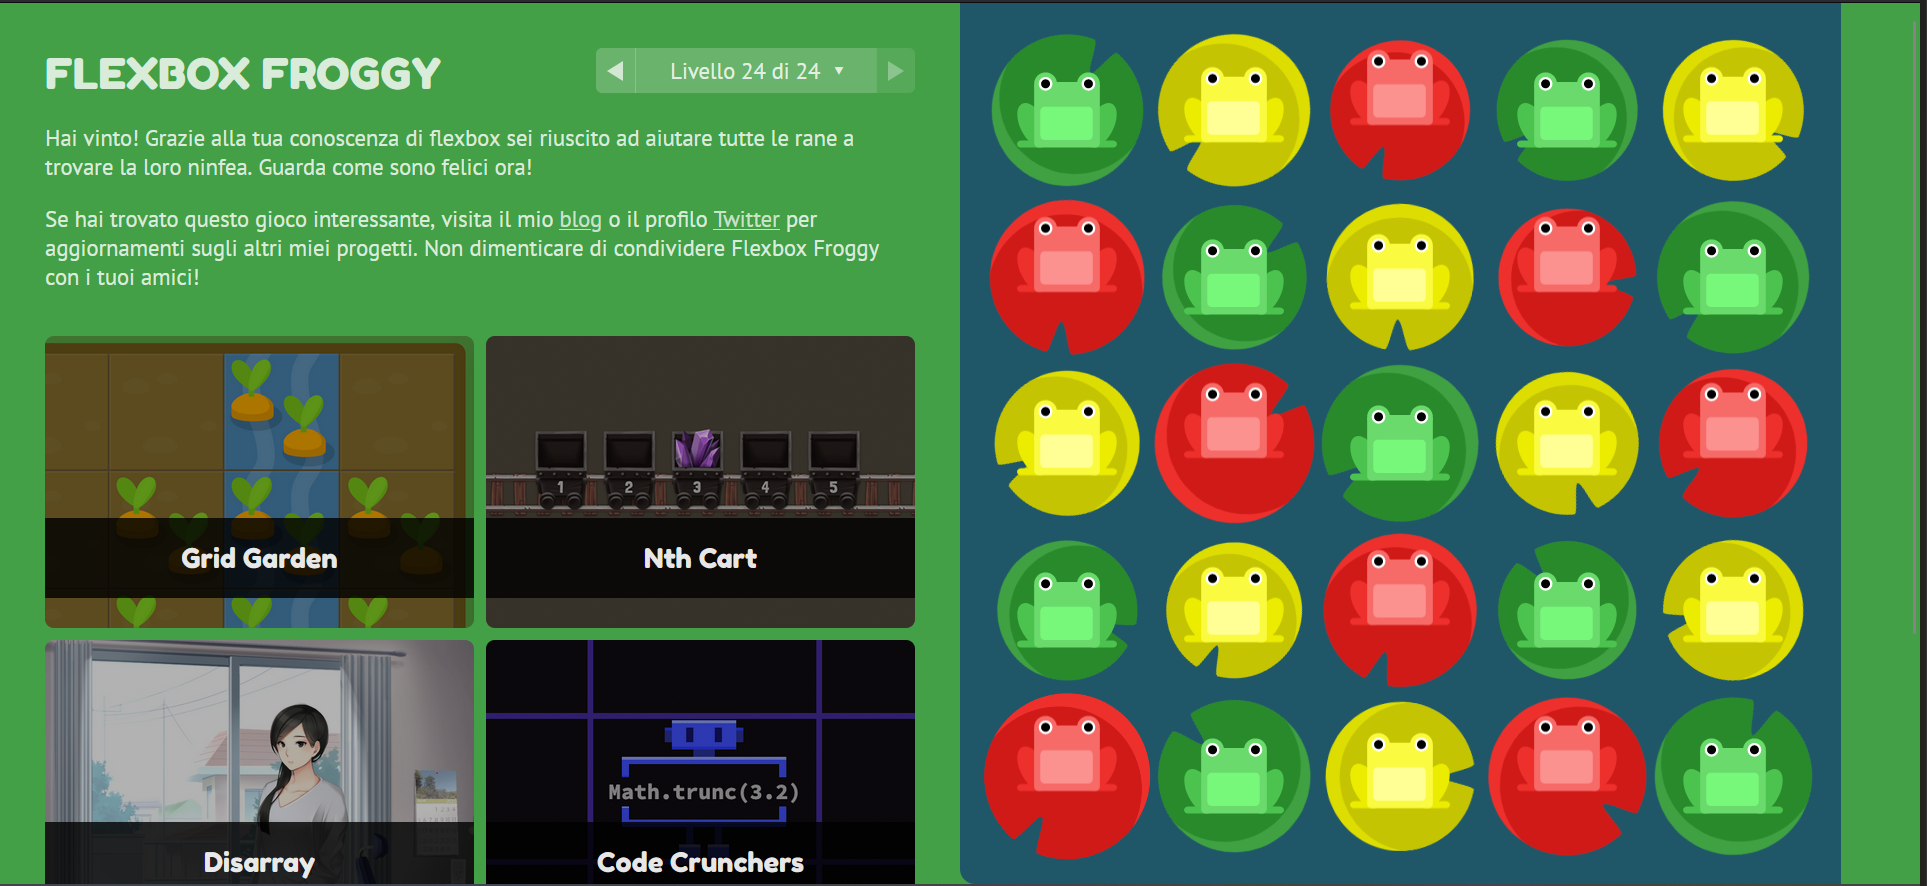 FLEXBOX FROGGY
Livello 24 di 24
Hai vinto! Grazie alla tua conoscenza di flexbox sei riuscito ad aiutare tutte le rane a
trovare la loro ninfea. Guarda come sono felici ora!
Se hai trovato questo gioco interessante, visita il mio blog o il profilo Twitter per
aggiornamenti sugli altri miei progetti. Non dimenticare di condividere Flexbox Froggy
con i tuoi amici!
1 2 3 4 5
Grid Garden
Nth Cart
Math.trunc(3.2)
Disarray
Code Crunchers